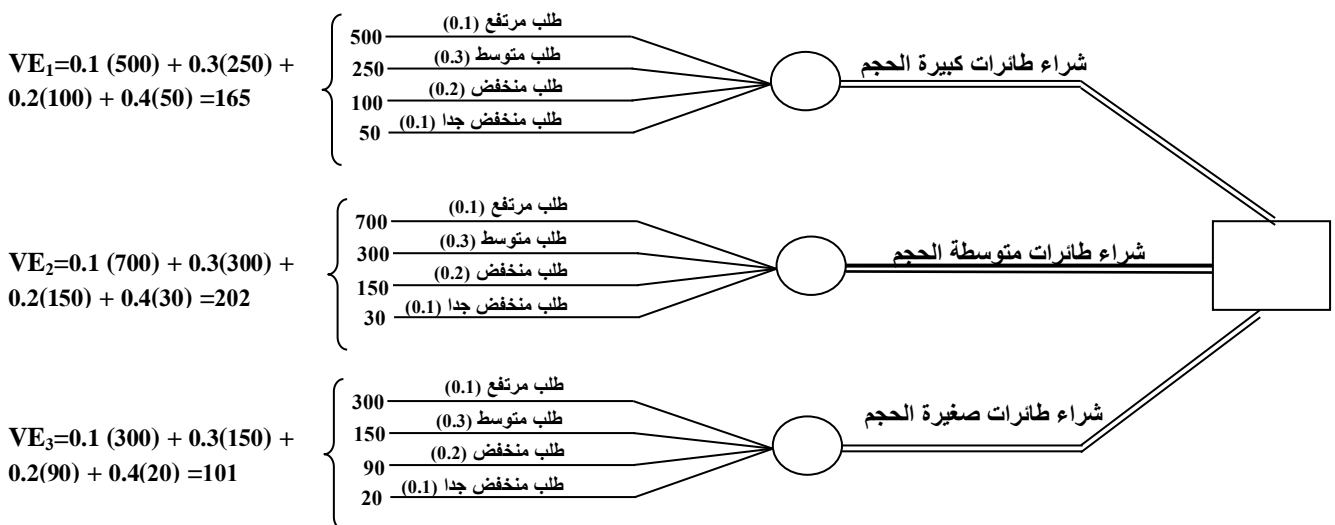 VE₁=0.1 (500) + 0.3(250) +
0.2(100) + 0.4(50) =165
500 طلب مرتفع (0.1)
250 طلب متوسط (0.3)
100 طلب منخفض (0.2)
50 طلب منخفض جدا (0.1)
شراء طائرات كبيرة الحجم
VE₂=0.1 (700) + 0.3(300) +
0.2(150) + 0.4(30) =202
700 طلب مرتفع (0.1)
300 طلب متوسط (0.3)
150 طلب منخفض (0.2)
30 طلب منخفض جدا (0.1)
شراء طائرات متوسطة الحجم
VE₃=0.1 (300) + 0.3(150) +
0.2(90) + 0.4(20) =101
300 طلب مرتفع (0.1)
150 طلب متوسط (0.3)
90 طلب منخفض (0.2)
20 طلب منخفض جدا (0.1)
شراء طائرات صغيرة الحجم